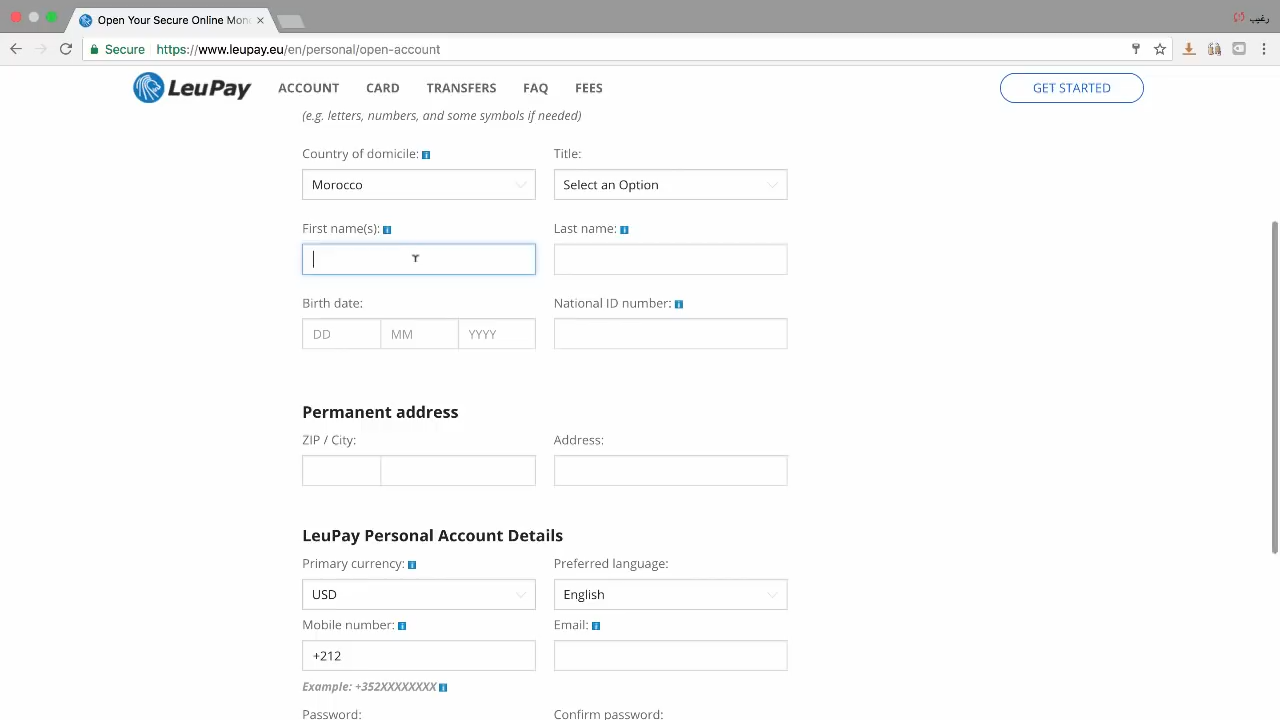 Open Your Secure Online Mon
رغيب
Secure https://www.leupay.eu/en/personal/open-account
LeuPay ACCOUNT CARD TRANSFERS FAQ FEES GET STARTED
(e.g. letters, numbers, and some symbols if needed)
Country of domicile: Title:
Morocco Select an Option
First name(s): Last name:
Birth date: National ID number:
DD MM YYYY
Permanent address
ZIP / City: Address:
LeuPay Personal Account Details
Primary currency: Preferred language:
USD English
Mobile number: Email:
+212
Example: +352XXXXXXXX
Password: Confirm password: